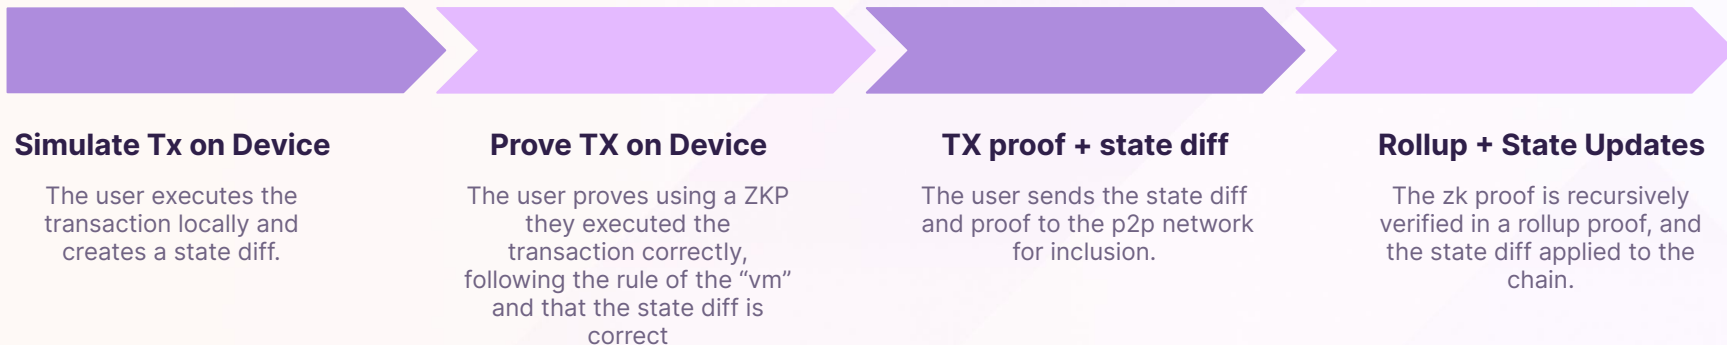 Simulate Tx on Device
The user executes the
transaction locally and
creates a state diff.
Prove TX on Device
The user proves using a ZKP
they executed the
transaction correctly,
following the rule of the “vm”
and that the state diff is
correct
TX proof + state diff
The user sends the state diff
and proof to the p2p network
for inclusion.
Rollup + State Updates
The zk proof is recursively
verified in a rollup proof, and
the state diff applied to the
chain.